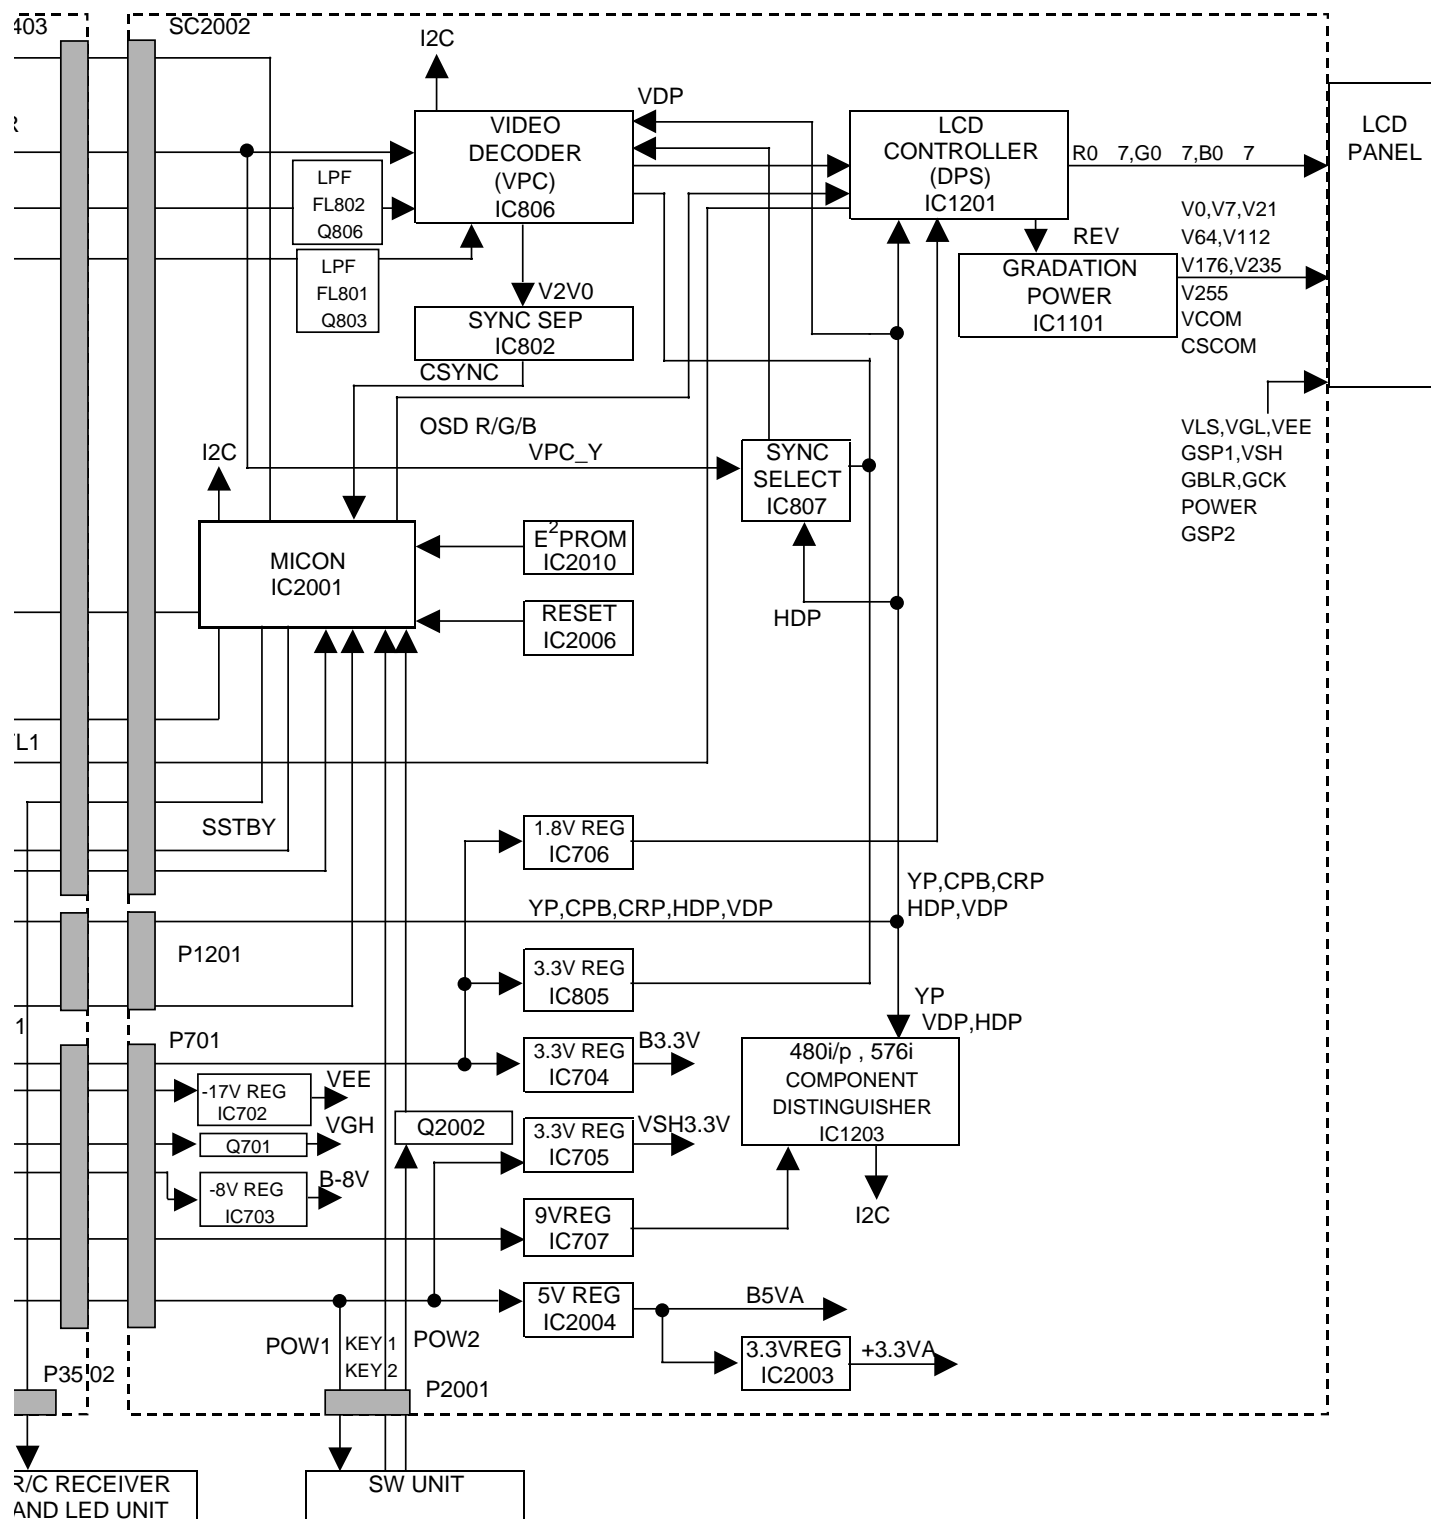 403
SC2002
I2C
VDP
VIDEO
DECODER
(VPC)
IC806
LCD
CONTROLLER
(DPS)
IC1201
LCD
PANEL
R0 7,G0 7,B0 7
LPF
FL802
Q806
LPF
FL801
Q803
V0,V7,V21
V64,V112
V176,V235
V255
VCOM
CSCOM
REV
GRADATION
POWER
IC1101
V2V0
SYNC SEP
IC802
CSYNC
OSD R/G/B
VPC_Y
I2C
SYNC
SELECT
IC807
VLS,VGL,VEE
GSP1,VSH
GBLR,GCK
POWER
GSP2
MICON
IC2001
E2PROM
IC2010
RESET
IC2006
HDP
L1
SSTBY
1.8V REG
IC706
YP,CPB,CRP
HDP,VDP
YP,CPB,CRP,HDP,VDP
P1201
3.3V REG
IC805
YP
VDP,HDP
1
P701
3.3V REG
IC704
B3.3V
480i/p , 576i
COMPONENT
DISTINGUISHER
IC1203
-17V REG
IC702
VEE
VGH
Q701
Q2002
3.3V REG
IC705
VSH3.3V
-8V REG
IC703
B-8V
9VREG
IC707
I2C
5V REG
IC2004
B5VA
POW1
KEY 1
KEY 2
POW2
3.3VREG
IC2003
+3.3VA
P3502
P2001
R/C RECEIVER
AND LED UNIT
SW UNIT